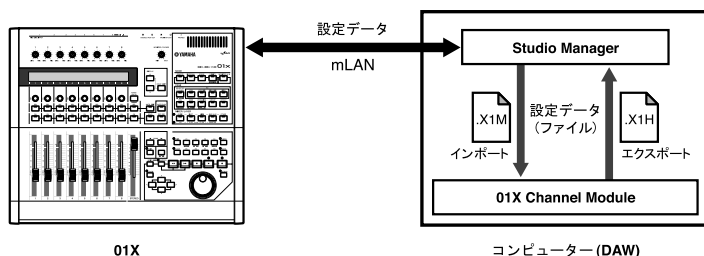 YAMAHA
01x
設定データ
mLAN
Studio Manager
.X1M
設定データ
（ファイル）
.X1H
インポート
エクスポート
01X Channel Module
01X
コンピューター(DAW)